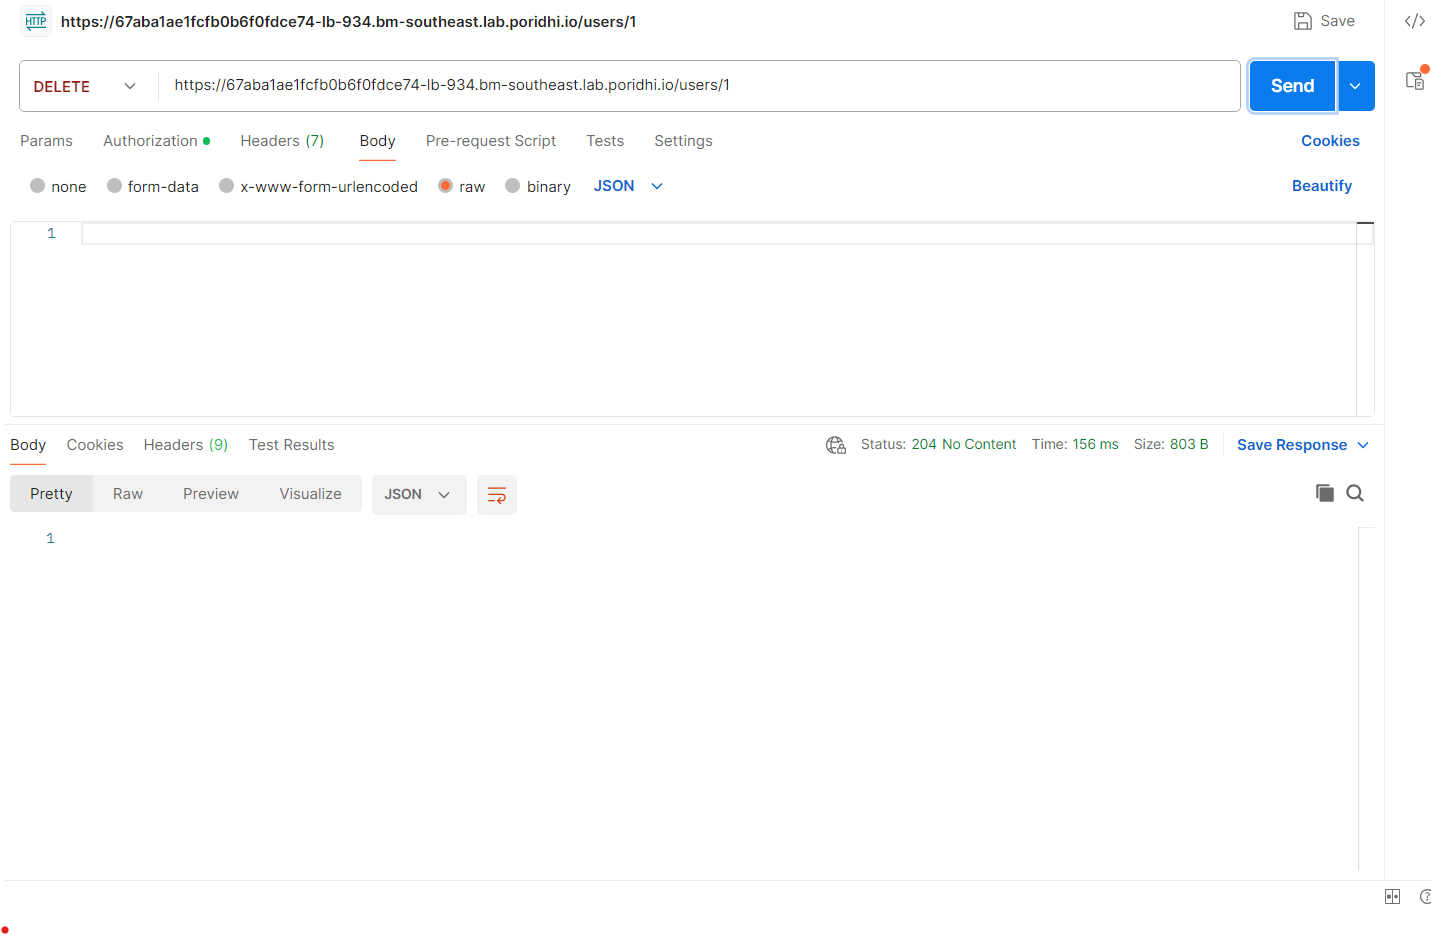 HTTP https://67aba1ae1fcfb0b6f0fdce74-lb-934.bm-southeast.lab.poridhi.io/users/1 Save
DELETE https://67aba1ae1fcfb0b6f0fdce74-lb-934.bm-southeast.lab.poridhi.io/users/1 Send
Params Authorization Headers (7) Body Pre-request Script Tests Settings Cookies
none form-data x-www-form-urlencoded raw binary JSON Beautify
1
Body Cookies Headers (9) Test Results Status: 204 No Content Time: 156 ms Size: 803 B Save Response
Pretty Raw Preview Visualize JSON
1